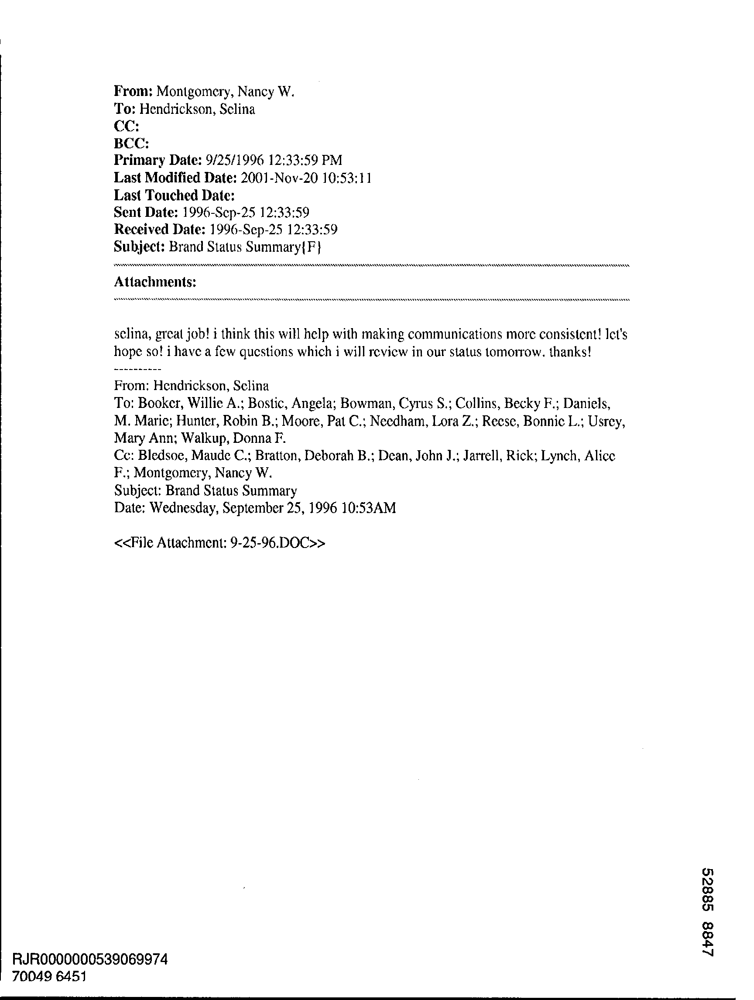 From: Montgomery, Nancy W.
To: Hendrickson, Selina
CC:
BCC:
Primary Date: 9/25/1996 12:33:59 PM
Last Modified Date: 2001-Nov-20 10:53:11
Last Touched Date:
Sent Date: 1996-Sep-25 12:33:59
Received Date: 1996-Sep-25 12:33:59
Subject: Brand Status Summary{F}
Attachments:
selina, great job! i think this will help with making communications more consistent! let's
hope so! i have a few questions which i will review in our status tomorrow. thanks!
----------
From: Hendrickson, Selina
To: Booker, Willie A.; Bostic, Angela; Bowman, Cyrus S.; Collins, Becky F.; Daniels,
M. Marie; Hunter, Robin B.; Moore, Pat C.; Needham, Lora Z.; Reese, Bonnie L.; Usrey,
Mary Ann; Walkup, Donna F.
Cc: Bledsoe, Maude C.; Bratton, Deborah B.; Dean, John J.; Jarrell, Rick; Lynch, Alice
F.; Montgomery, Nancy W.
Subject: Brand Status Summary
Date: Wednesday, September 25, 1996 10:53AM
<<File Attachment: 9-25-96.DOC>>
52885 8847
RJR0000000539069974
70049 6451